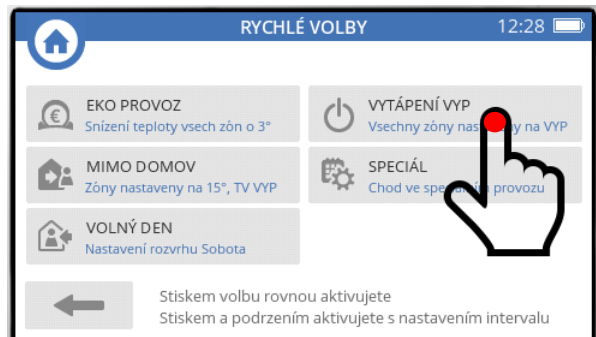 RYCHLÉ VOLBY 12:28
EKO PROVOZ
Snízení teploty vsech zón o 3°
VYTÁPENÍ VYP
Vsechny zóny na VYP
MIMO DOMOV
Zóny nastaveny na 15°, TV VYP
SPECIÁL
Chod ve provozu
VOLNÝ DEN
Nastavení rozvrhu Sobota
Stiskem volbu rovnou aktivujete
Stiskem a podrzením aktivujete s nastavením intervalu